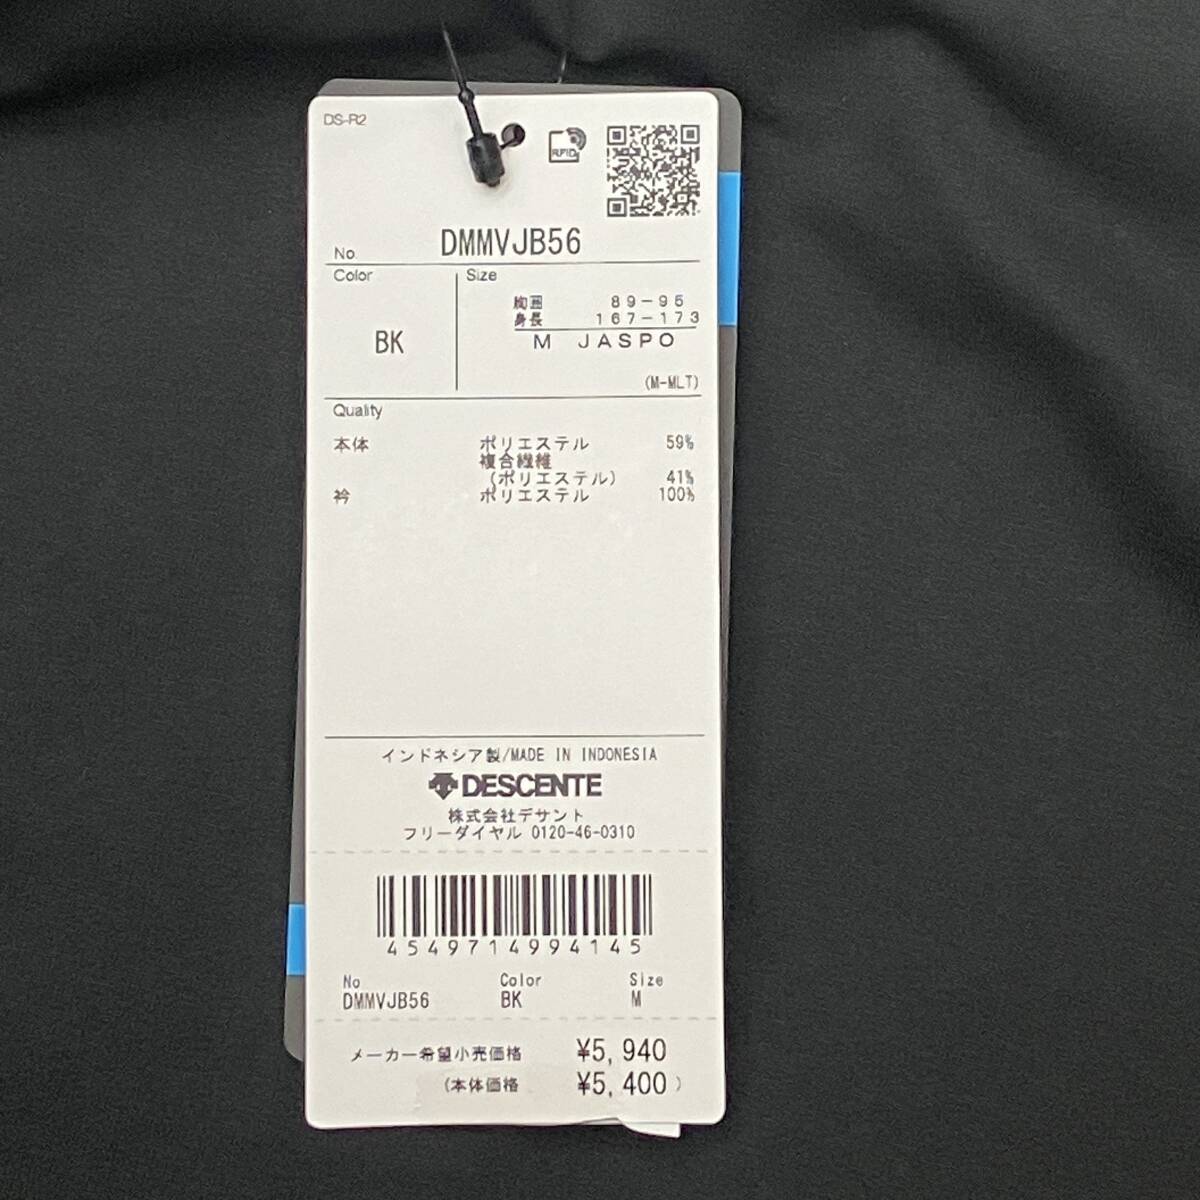 DS-R2
RFID
No. DMMVJB56
Color Size
胸囲 89-95
身長 167-173
BK
M JASPO
(M-MLT)
Quality
本体 ポリエステル 59%
複合繊維
(ポリエステル) 41%
衿 ポリエステル 100%
インドネシア製/MADE IN INDONESIA
DESCENTE
株式会社デサント
フリーダイヤル 0120-46-0310
4549714994145
No Color Size
DMMVJB56 BK M
メーカー希望小売価格 ¥5,940
(本体価格 ¥5,400)